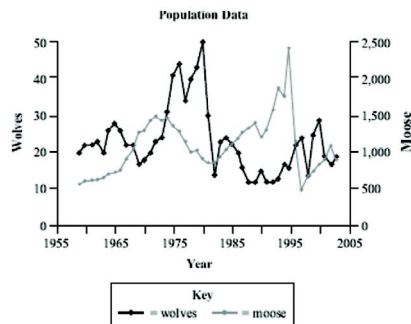 Population Data
50
40
30
20
10
0
Wolves
2,500
2,000
1,500
1,000
500
0
Moose
1955 1965 1975 1985 1995 2005
Year
Key
= wolves = moose